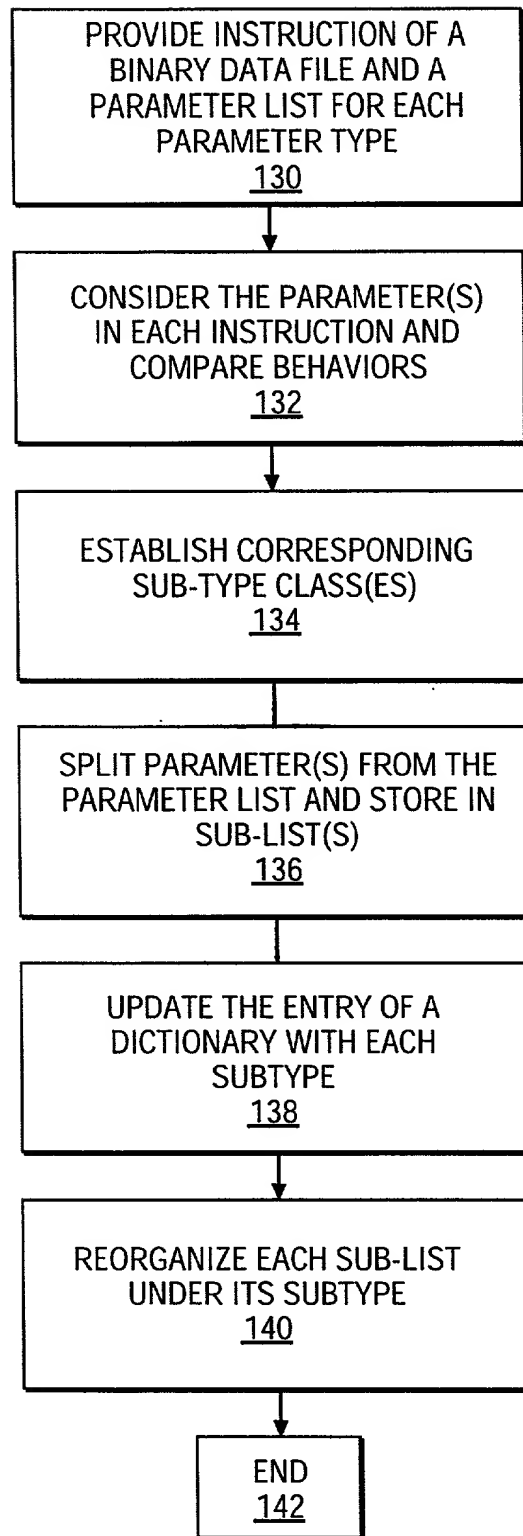 PROVIDE INSTRUCTION OF A
BINARY DATA FILE AND A
PARAMETER LIST FOR EACH
PARAMETER TYPE
130
CONSIDER THE PARAMETER(S)
IN EACH INSTRUCTION AND
COMPARE BEHAVIORS
132
ESTABLISH CORRESPONDING
SUB-TYPE CLASS(ES)
134
SPLIT PARAMETER(S) FROM THE
PARAMETER LIST AND STORE IN
SUB-LIST(S)
136
UPDATE THE ENTRY OF A
DICTIONARY WITH EACH
SUBTYPE
138
REORGANIZE EACH SUB-LIST
UNDER ITS SUBTYPE
140
END
142